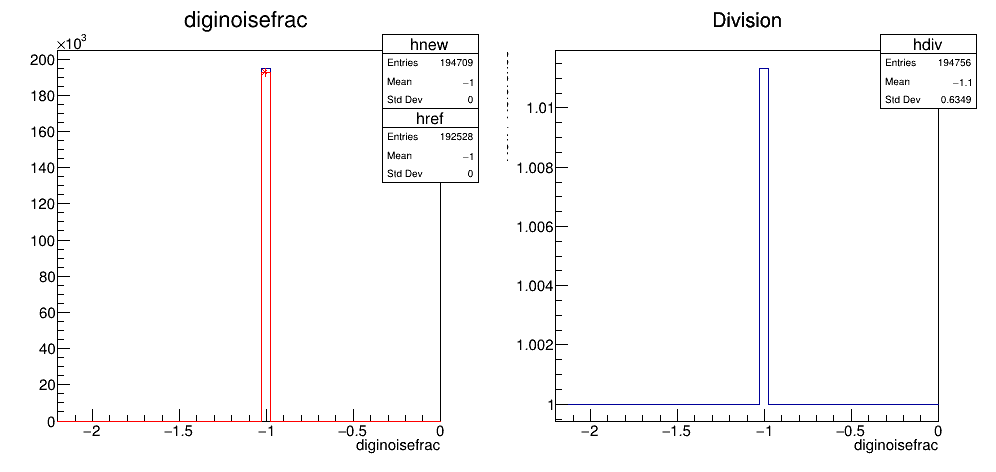 diginoisefrac
×10³
200
180
160
140
120
100
80
60
40
20
0
−2
−1.5
−1
−0.5
0
diginoisefrac
hnew
Entries 194709
Mean −1
Std Dev 0
href
Entries 192528
Mean −1
Std Dev 0
Division
1.01
1.008
1.006
1.004
1.002
1
−2
−1.5
−1
−0.5
0
diginoisefrac
hdiv
Entries 194756
Mean −1.1
Std Dev 0.6349